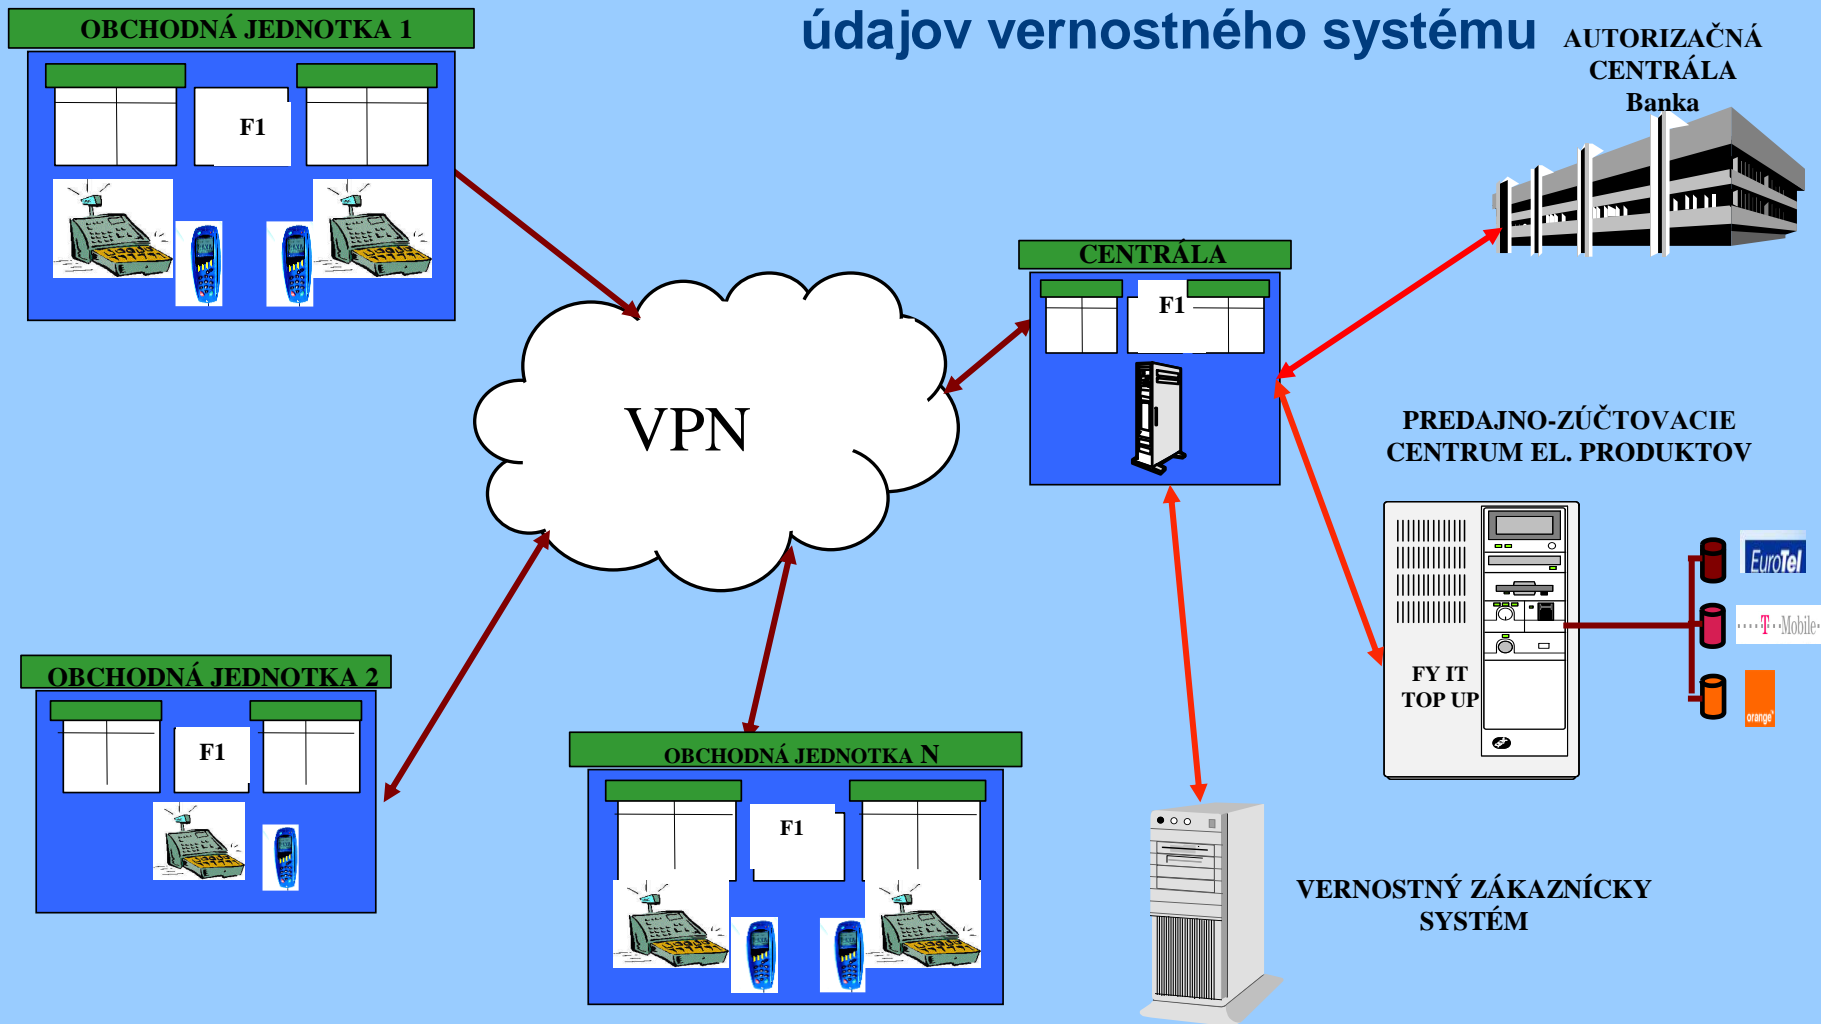 údajov vernostného systému
OBCHODNÁ JEDNOTKA 1
F1
AUTORIZAČNÁ
CENTRÁLA
Banka
CENTRÁLA
F1
VPN
PREDAJNO-ZÚČTOVACIE
CENTRUM EL. PRODUKTOV
EuroTel
T Mobile
FY IT
TOP UP
orange
OBCHODNÁ JEDNOTKA 2
F1
OBCHODNÁ JEDNOTKA N
F1
VERNOSTNÝ ZÁKAZNÍCKY
SYSTÉM